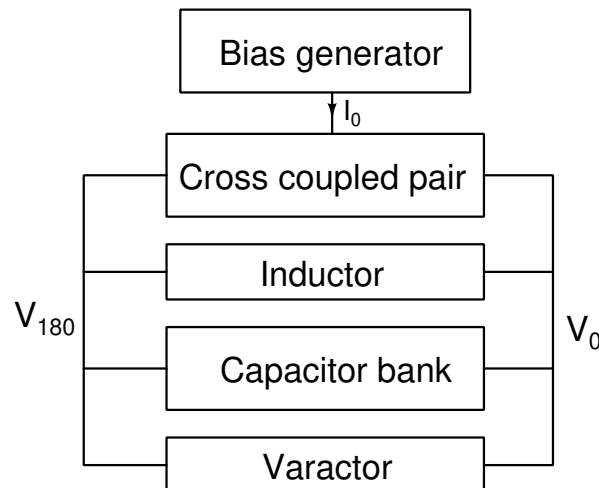 Bias generator
I0
Cross coupled pair
Inductor
V180
V0
Capacitor bank
Varactor